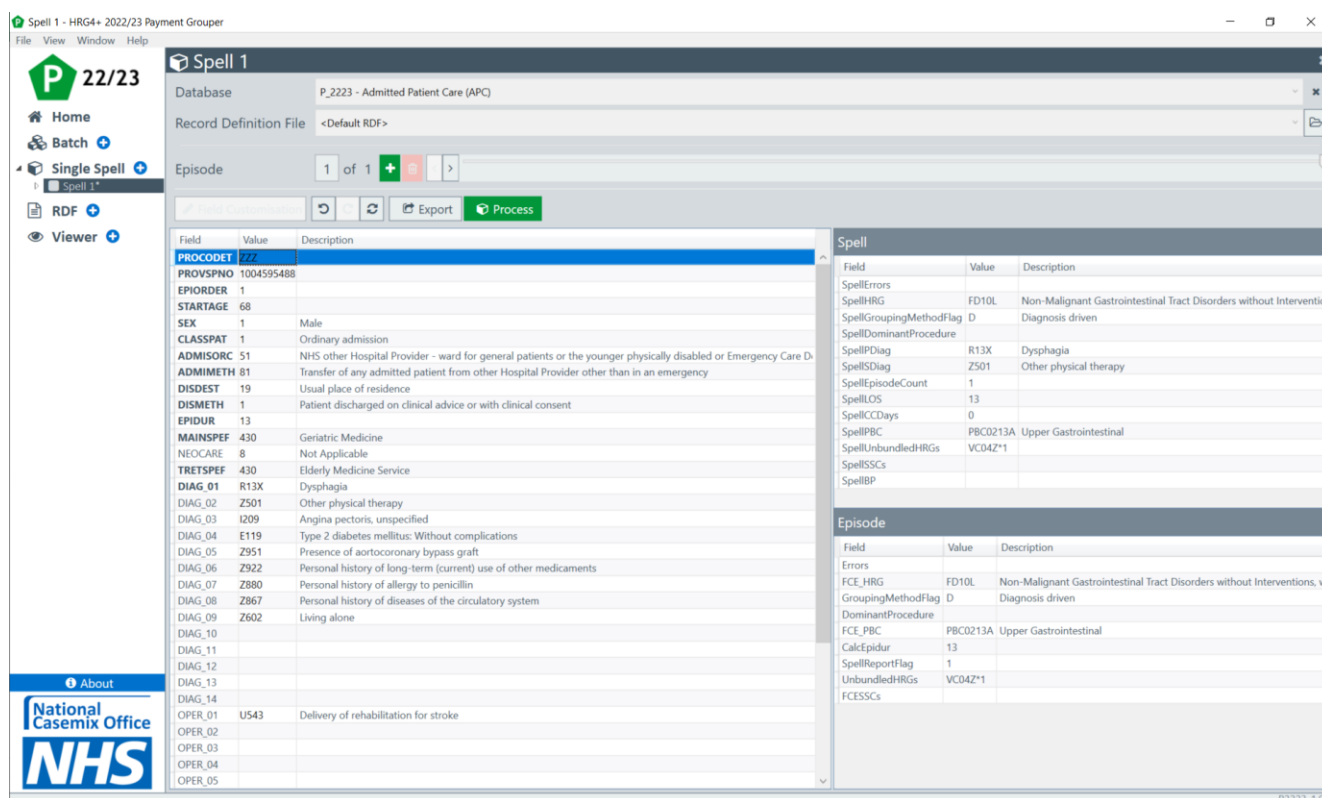 Spell 1 - HRG4+ 2022/23 Payment Grouper
File View Window Help
P 22/23
Home
Batch
Single Spell
Spell 1*
RDF
Viewer
About
National
Casemix Office
NHS
Spell 1
Database P_2223 - Admitted Patient Care (APC)
Record Definition File <Default RDF>
Episode 1 of 1
Field Customisation Export Process
Field Value Description
PROCODET ZZZ
PROVSPNO 1004595488
EPIORDER 1
STARTAGE 68
SEX 1 Male
CLASSPAT 1 Ordinary admission
ADMISORC 51 NHS other Hospital Provider - ward for general patients or the younger physically disabled or Emergency Care D
ADMIMETH 81 Transfer of any admitted patient from other Hospital Provider other than in an emergency
DISDEST 19 Usual place of residence
DISMETH 1 Patient discharged on clinical advice or with clinical consent
EPIDUR 13
MAINSPEF 430 Geriatric Medicine
NEOCARE 8 Not Applicable
TRETSPEF 430 Elderly Medicine Service
DIAG_01 R13X Dysphagia
DIAG_02 Z501 Other physical therapy
DIAG_03 I209 Angina pectoris, unspecified
DIAG_04 E119 Type 2 diabetes mellitus: Without complications
DIAG_05 Z951 Presence of aortocoronary bypass graft
DIAG_06 Z922 Personal history of long-term (current) use of other medicaments
DIAG_07 Z880 Personal history of allergy to penicillin
DIAG_08 Z867 Personal history of diseases of the circulatory system
DIAG_09 Z602 Living alone
DIAG_10
DIAG_11
DIAG_12
DIAG_13
DIAG_14
OPER_01 U543 Delivery of rehabilitation for stroke
OPER_02
OPER_03
OPER_04
OPER_05
Spell
Field Value Description
SpellErrors
SpellHRG FD10L Non-Malignant Gastrointestinal Tract Disorders without Interventi
SpellGroupingMethodFlag D Diagnosis driven
SpellDominantProcedure
SpellPDiag R13X Dysphagia
SpellSDiag Z501 Other physical therapy
SpellEpisodeCount 1
SpellLOS 13
SpellCCDays 0
SpellPBC PBC0213A Upper Gastrointestinal
SpellUnbundledHRGs VC04Z*1
SpellSSCs
SpellBP
Episode
Field Value Description
Errors
FCE_HRG FD10L Non-Malignant Gastrointestinal Tract Disorders without Interventions,
GroupingMethodFlag D Diagnosis driven
DominantProcedure
FCE_PBC PBC0213A Upper Gastrointestinal
CalcEpidur 13
SpellReportFlag 1
UnbundledHRGs VC04Z*1
FCESSCs